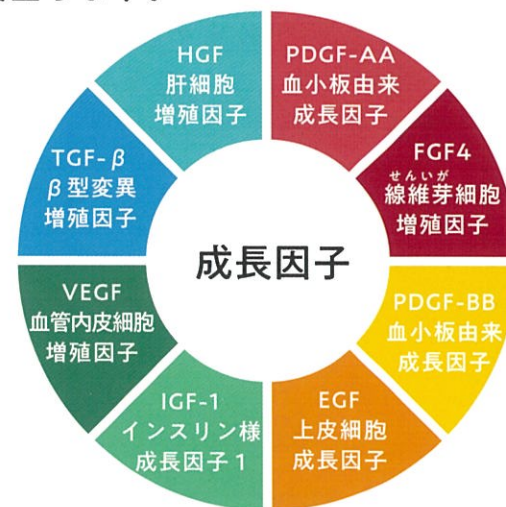 HGF
肝細胞
増殖因子
PDGF-AA
血小板由来
成長因子
TGF-β
β型変異
増殖因子
FGF4
せんいが
線維芽細胞
増殖因子
成長因子
VEGF
血管内皮細胞
増殖因子
PDGF-BB
血小板由来
成長因子
IGF-1
インスリン様
成長因子1
EGF
上皮細胞
成長因子